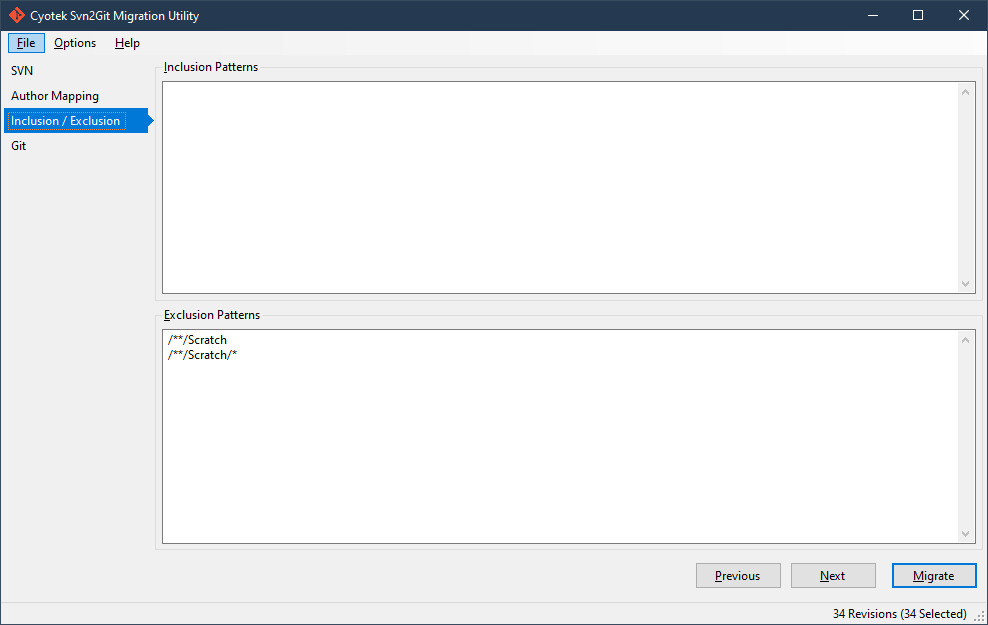 Cyotek Svn2Git Migration Utility
File Options Help
SVN
Author Mapping
Inclusion / Exclusion
Git
Inclusion Patterns
Exclusion Patterns
/**/Scratch
/**/Scratch/*
Previous Next Migrate
34 Revisions (34 Selected)